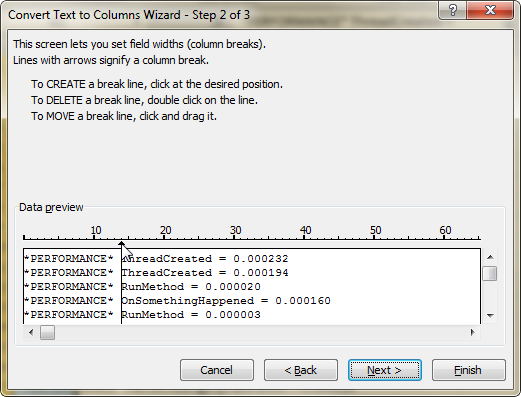 Convert Text to Columns Wizard - Step 2 of 3
This screen lets you set field widths (column breaks).
Lines with arrows signify a column break.
To CREATE a break line, click at the desired position.
To DELETE a break line, double click on the line.
To MOVE a break line, click and drag it.
Data preview
10 20 30 40 50 60
*PERFORMANCE* ThreadCreated = 0.000232
*PERFORMANCE* ThreadCreated = 0.000194
*PERFORMANCE* RunMethod = 0.000020
*PERFORMANCE* OnSomethingHappened = 0.000160
*PERFORMANCE* RunMethod = 0.000003
Cancel < Back Next > Finish